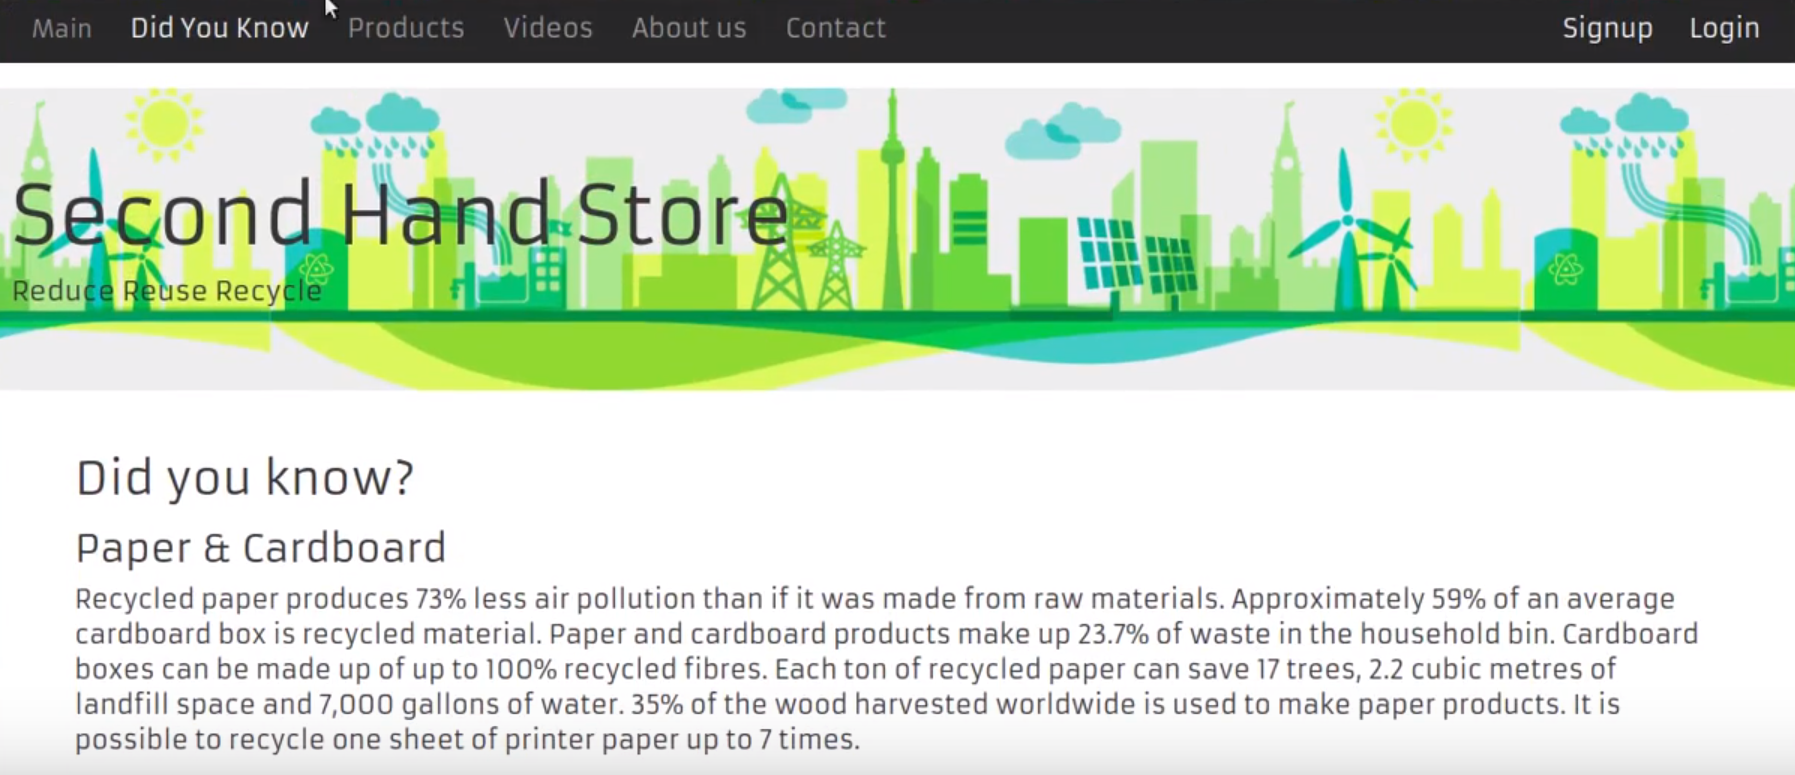 Main Did You Know Products Videos About us Contact Signup Login
Second Hand Store
Reduce Reuse Recycle
Did you know?
Paper & Cardboard
Recycled paper produces 73% less air pollution than if it was made from raw materials. Approximately 59% of an average
cardboard box is recycled material. Paper and cardboard products make up 23.7% of waste in the household bin. Cardboard
boxes can be made up of up to 100% recycled fibres. Each ton of recycled paper can save 17 trees, 2.2 cubic metres of
landfill space and 7,000 gallons of water. 35% of the wood harvested worldwide is used to make paper products. It is
possible to recycle one sheet of printer paper up to 7 times.